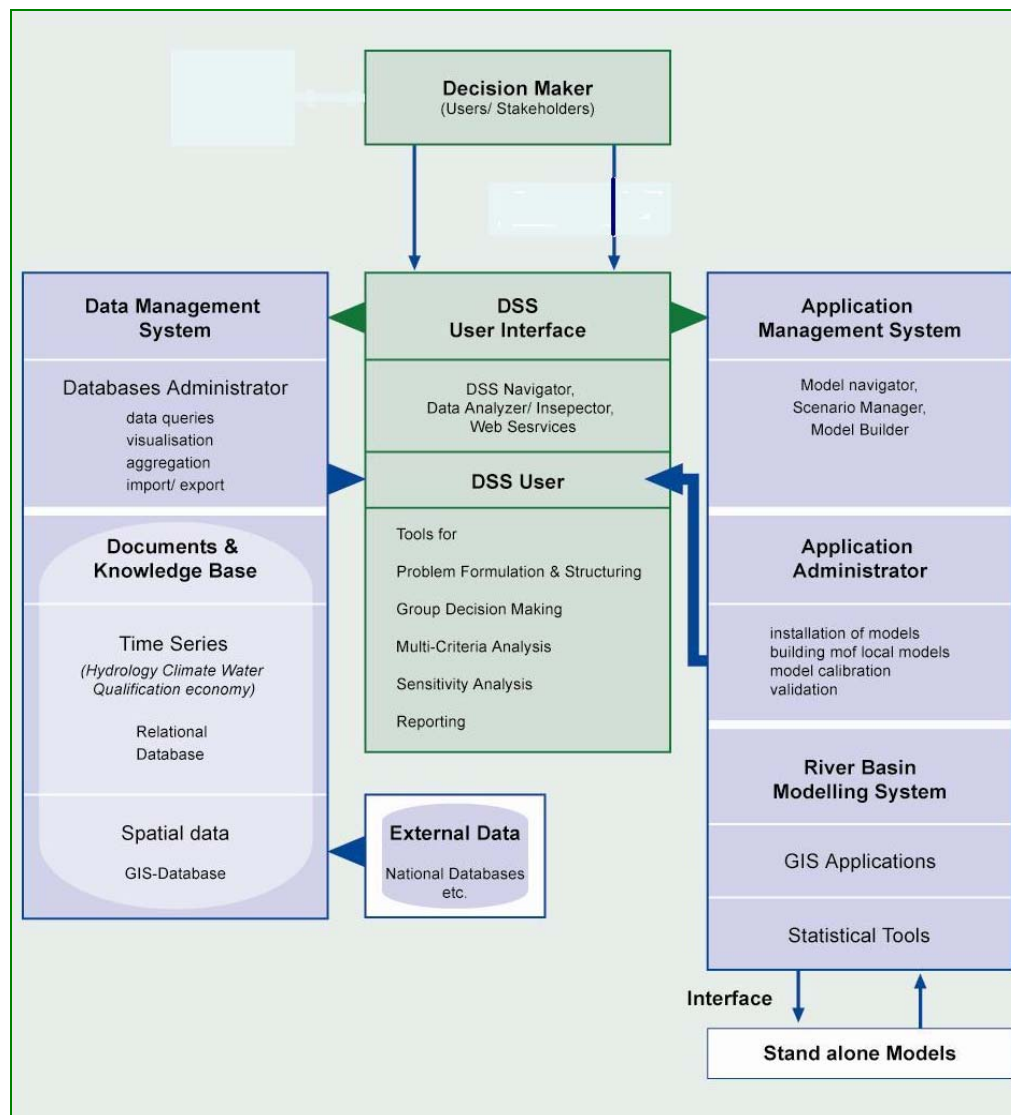 Decision Maker
(Users/ Stakeholders)
Data Management
System
Databases Administrator
data queries
visualisation
aggregation
import/ export
Documents &
Knowledge Base
Time Series
(Hydrology Climate Water
Qualification economy)
Relational
Database
Spatial data
GIS-Database
DSS
User Interface
DSS Navigator,
Data Analyzer/ Insepector,
Web Sesrvices
DSS User
Tools for
Problem Formulation & Structuring
Group Decision Making
Multi-Criteria Analysis
Sensitivity Analysis
Reporting
External Data
National Databases
etc.
Application
Management System
Model navigator,
Scenario Manager,
Model Builder
Application
Administrator
installation of models
building mof local models
model calibration
validation
River Basin
Modelling System
GIS Applications
Statistical Tools
Interface
Stand alone Models